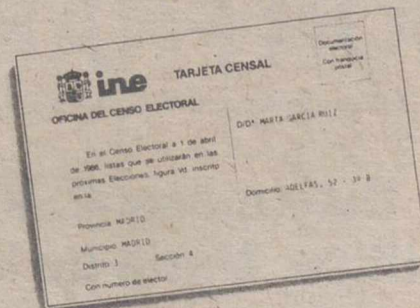 ine
TARJETA CENSAL
Documentación
electoral
Con franquicia
postal
OFICINA DEL CENSO ELECTORAL
En el Censo Electoral a 1 de abril
de 1986, listas que se utilizarán en las
próximas Elecciones, figura Vd. inscrito
en la
Provincia MADRID
Municipio MADRID
Distrito 3 Sección 4
Con número de elector
D/Dª MARTA GARCIA RUIZ
Domicilio ADELFAS, 52 - 3º B